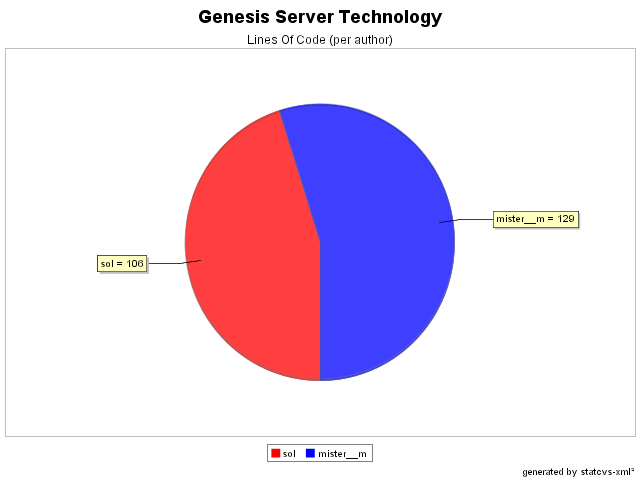 Genesis Server Technology
Lines Of Code (per author)
mister__m = 129
sol = 106
sol mister__m
generated by statcvs-xml²